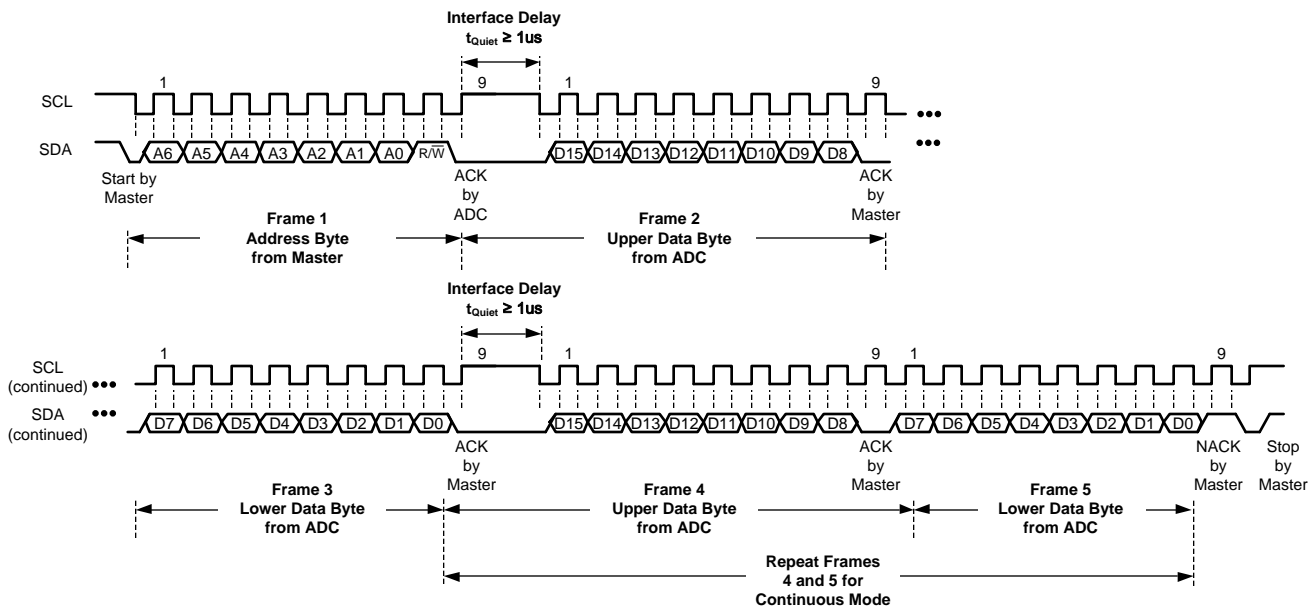 Interface Delay
tQuiet ≥ 1us
1 9 1 9
SCL •••
SDA A6 A5 A4 A3 A2 A1 A0 R/W̅ D15 D14 D13 D12 D11 D10 D9 D8 •••
Start by
Master
ACK
by
ADC
ACK
by
Master
Frame 1
Address Byte
from Master
Frame 2
Upper Data Byte
from ADC
Interface Delay
tQuiet ≥ 1us
1 9 1 9 1 9
SCL
(continued) •••
SDA
(continued) ••• D7 D6 D5 D4 D3 D2 D1 D0 D15 D14 D13 D12 D11 D10 D9 D8 D7 D6 D5 D4 D3 D2 D1 D0
ACK
by
Master
ACK
by
Master
NACK
by
Master
Stop
by
Master
Frame 3
Lower Data Byte
from ADC
Frame 4
Upper Data Byte
from ADC
Frame 5
Lower Data Byte
from ADC
Repeat Frames
4 and 5 for
Continuous Mode